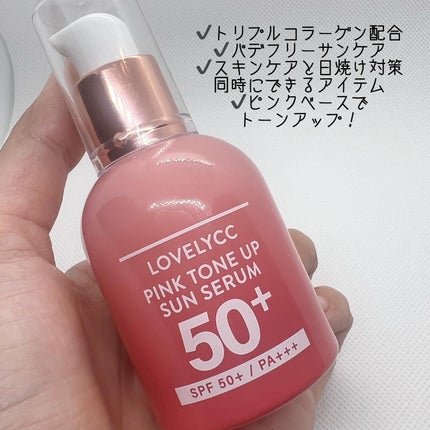 ✓トリプルコラーゲン配合
✓パデフリーサンケア
✓スキンケアと日焼け対策
同時にできるアイテム
✓ピンクベースで
トーンアップ！
LOVELYCC
PINK TONE UP
SUN SERUM
50+
SPF 50+ / PA+++